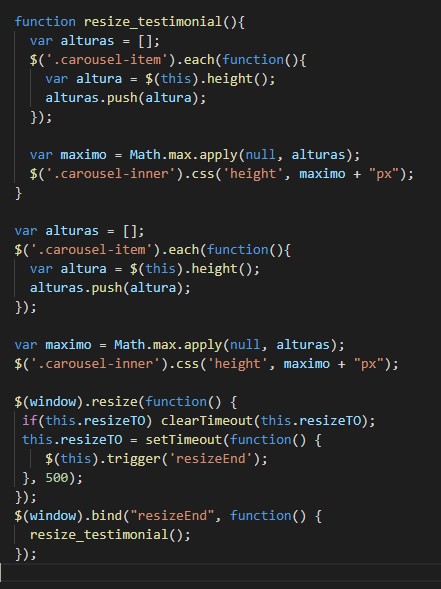 function resize_testimonial(){
  var alturas = [];
  $('.carousel-item').each(function(){
    var altura = $(this).height();
    alturas.push(altura);
  });

  var maximo = Math.max.apply(null, alturas);
  $('.carousel-inner').css('height', maximo + "px");
}

var alturas = [];
$('.carousel-item').each(function(){
  var altura = $(this).height();
  alturas.push(altura);
});

var maximo = Math.max.apply(null, alturas);
$('.carousel-inner').css('height', maximo + "px");

$(window).resize(function() {
 if(this.resizeTO) clearTimeout(this.resizeTO);
 this.resizeTO = setTimeout(function() {
    $(this).trigger('resizeEnd');
 }, 500);
});
$(window).bind("resizeEnd", function() {
  resize_testimonial();
});